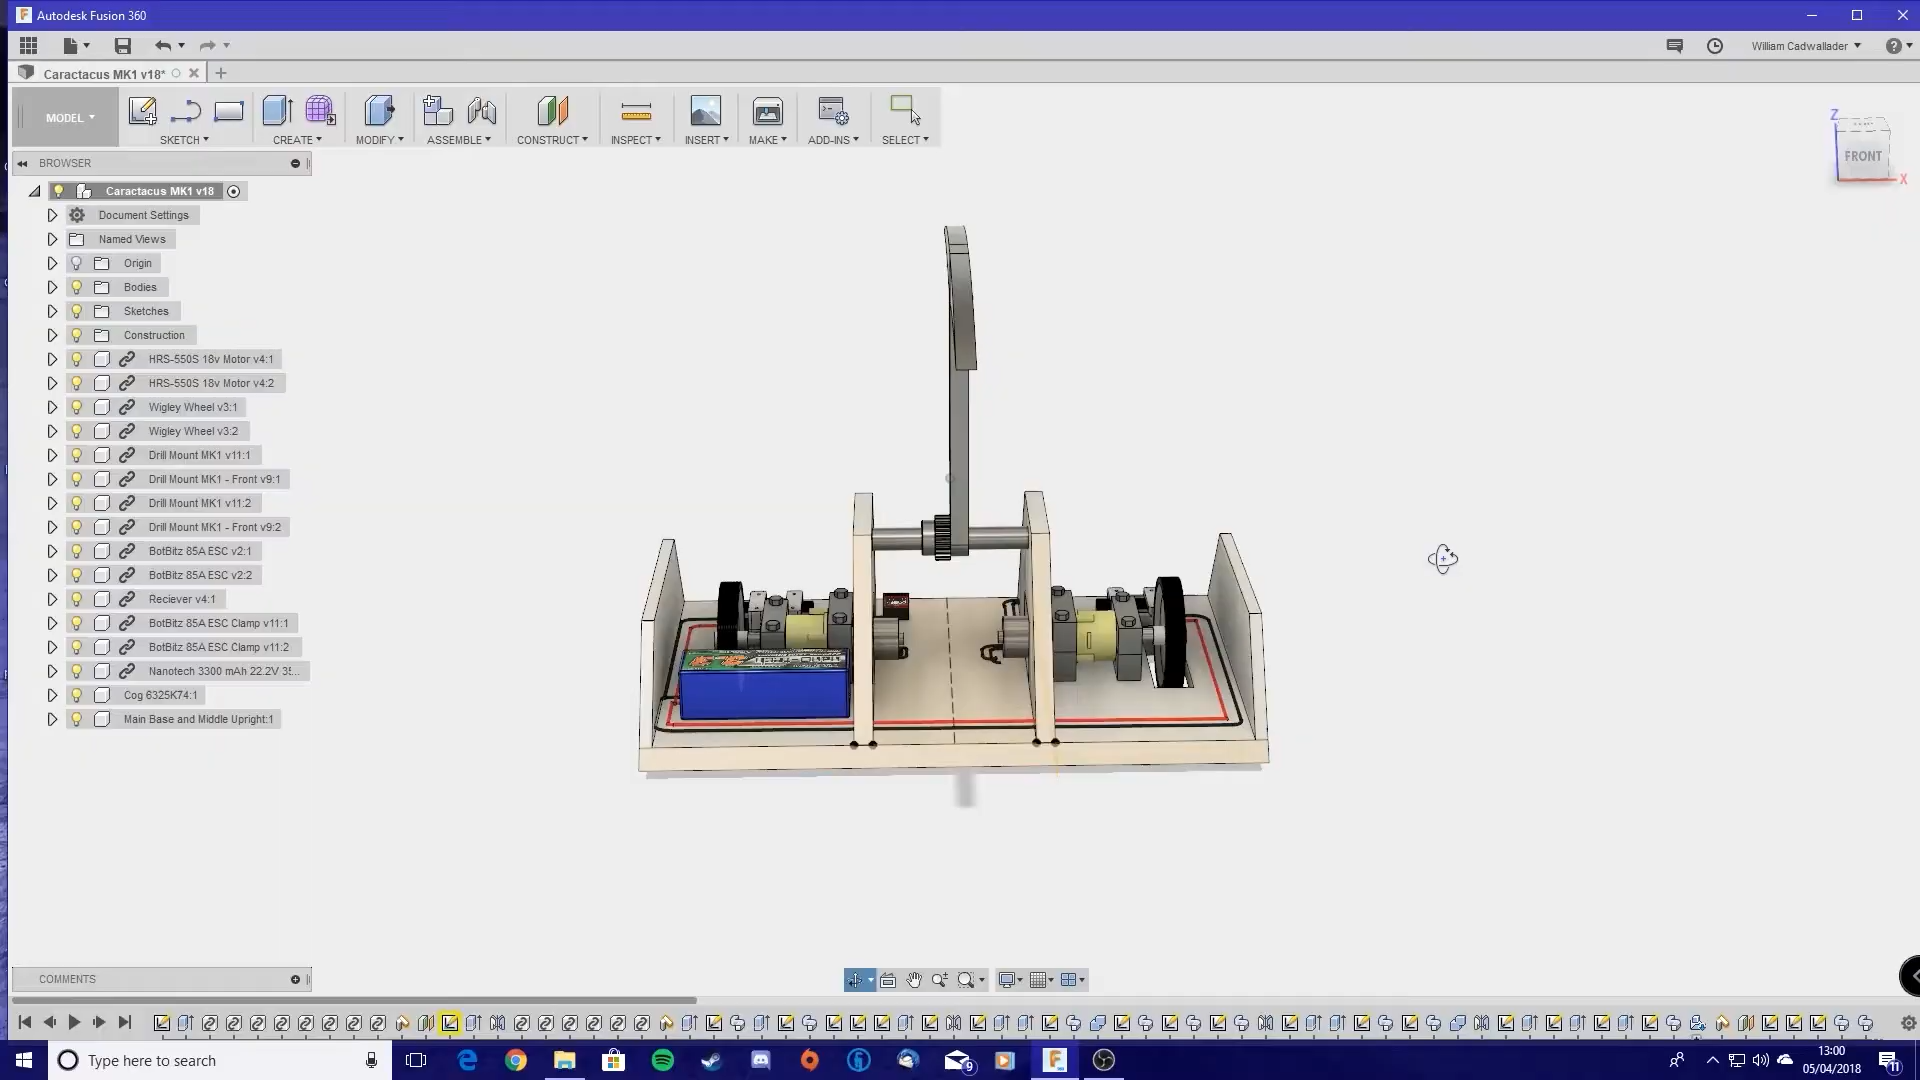 Autodesk Fusion 360
William Cadwallader
Caractacus MK1 v18*
MODEL
SKETCH
CREATE
MODIFY
ASSEMBLE
CONSTRUCT
INSPECT
INSERT
MAKE
ADD-INS
SELECT
Z
FRONT
X
BROWSER
Caractacus MK1 v18
Document Settings
Named Views
Origin
Bodies
Sketches
Construction
HRS-550S 18v Motor v4:1
HRS-550S 18v Motor v4:2
Wigley Wheel v3:1
Wigley Wheel v3:2
Drill Mount MK1 v11:1
Drill Mount MK1 - Front v9:1
Drill Mount MK1 v11:2
Drill Mount MK1 - Front v9:2
BotBitz 85A ESC v2:1
BotBitz 85A ESC v2:2
Reciever v4:1
BotBitz 85A ESC Clamp v11:1
BotBitz 85A ESC Clamp v11:2
Nanotech 3300 mAh 22.2V 35...
Cog 6325K74:1
Main Base and Middle Upright:1
COMMENTS
Type here to search
9
13:00
05/04/2018
11